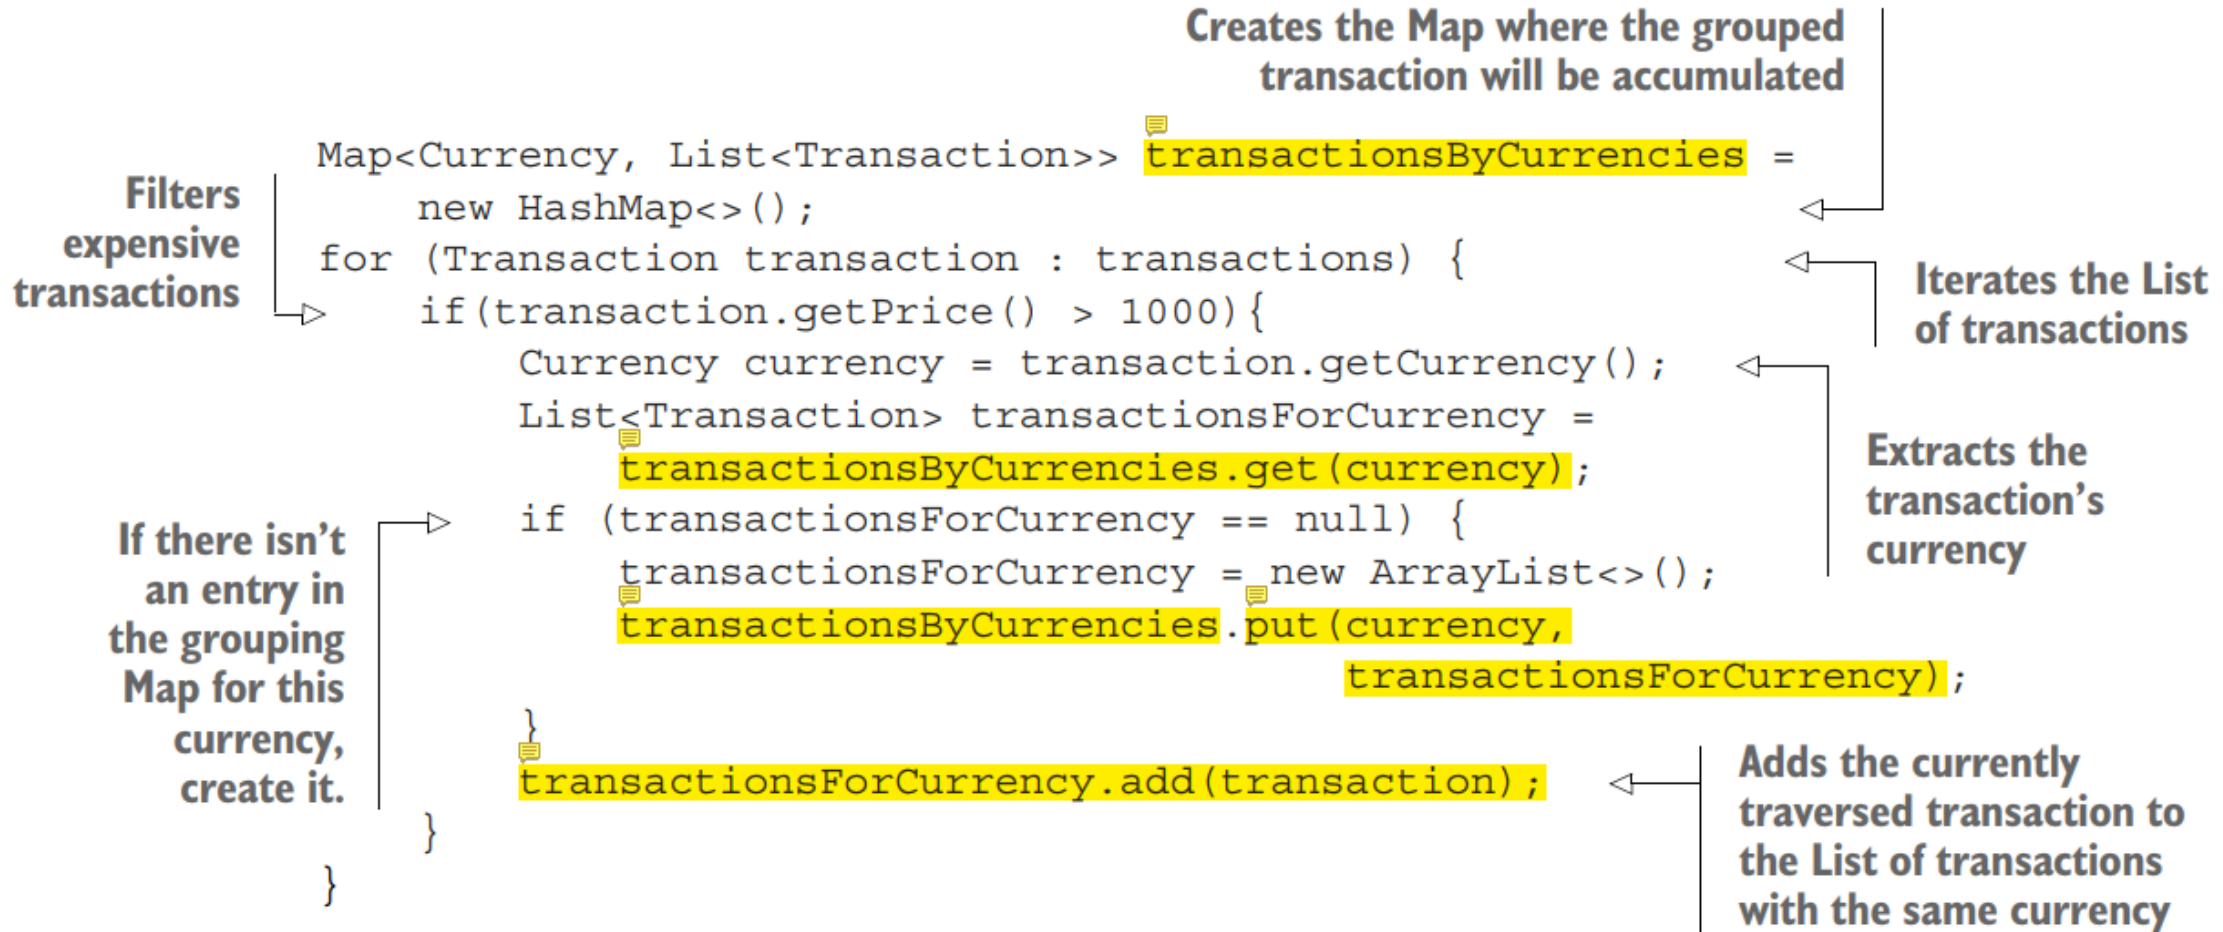 Creates the Map where the grouped
transaction will be accumulated
Map<Currency, List<Transaction>> transactionsByCurrencies =
new HashMap<>();
Filters
expensive
transactions
for (Transaction transaction : transactions) {
Iterates the List
of transactions
if(transaction.getPrice() > 1000){
Currency currency = transaction.getCurrency();
Extracts the
transaction’s
currency
List<Transaction> transactionsForCurrency =
transactionsByCurrencies.get(currency);
If there isn’t
an entry in
the grouping
Map for this
currency,
create it.
if (transactionsForCurrency == null) {
transactionsForCurrency = new ArrayList<>();
transactionsByCurrencies.put(currency,
transactionsForCurrency);
}
transactionsForCurrency.add(transaction);
Adds the currently
traversed transaction to
the List of transactions
with the same currency
}
}